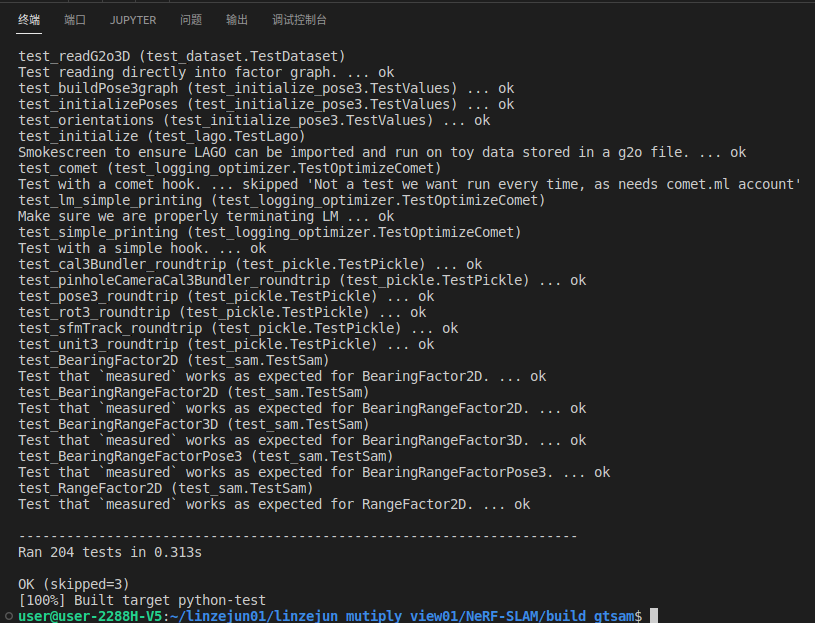 终端 端口 JUPYTER 问题 输出 调试控制台
test_readG2o3D (test_dataset.TestDataset)
Test reading directly into factor graph. ... ok
test_buildPose3graph (test_initialize_pose3.TestValues) ... ok
test_initializePoses (test_initialize_pose3.TestValues) ... ok
test_orientations (test_initialize_pose3.TestValues) ... ok
test_initialize (test_lago.TestLago)
Smokescreen to ensure LAGO can be imported and run on toy data stored in a g2o file. ... ok
test_comet (test_logging_optimizer.TestOptimizeComet)
Test with a comet hook. ... skipped 'Not a test we want run every time, as needs comet.ml account'
test_lm_simple_printing (test_logging_optimizer.TestOptimizeComet)
Make sure we are properly terminating LM ... ok
test_simple_printing (test_logging_optimizer.TestOptimizeComet)
Test with a simple hook. ... ok
test_cal3Bundler_roundtrip (test_pickle.TestPickle) ... ok
test_pinholeCameraCal3Bundler_roundtrip (test_pickle.TestPickle) ... ok
test_pose3_roundtrip (test_pickle.TestPickle) ... ok
test_rot3_roundtrip (test_pickle.TestPickle) ... ok
test_sfmTrack_roundtrip (test_pickle.TestPickle) ... ok
test_unit3_roundtrip (test_pickle.TestPickle) ... ok
test_BearingFactor2D (test_sam.TestSam)
Test that `measured` works as expected for BearingFactor2D. ... ok
test_BearingRangeFactor2D (test_sam.TestSam)
Test that `measured` works as expected for BearingRangeFactor2D. ... ok
test_BearingRangeFactor3D (test_sam.TestSam)
Test that `measured` works as expected for BearingRangeFactor3D. ... ok
test_BearingRangeFactorPose3 (test_sam.TestSam)
Test that `measured` works as expected for BearingRangeFactorPose3. ... ok
test_RangeFactor2D (test_sam.TestSam)
Test that `measured` works as expected for RangeFactor2D. ... ok
----------------------------------------------------------------------
Ran 204 tests in 0.313s
OK (skipped=3)
[100%] Built target python-test
user@user-2288H-V5:~/linzejun01/linzejun_mutiply_view01/NeRF-SLAM/build_gtsam$